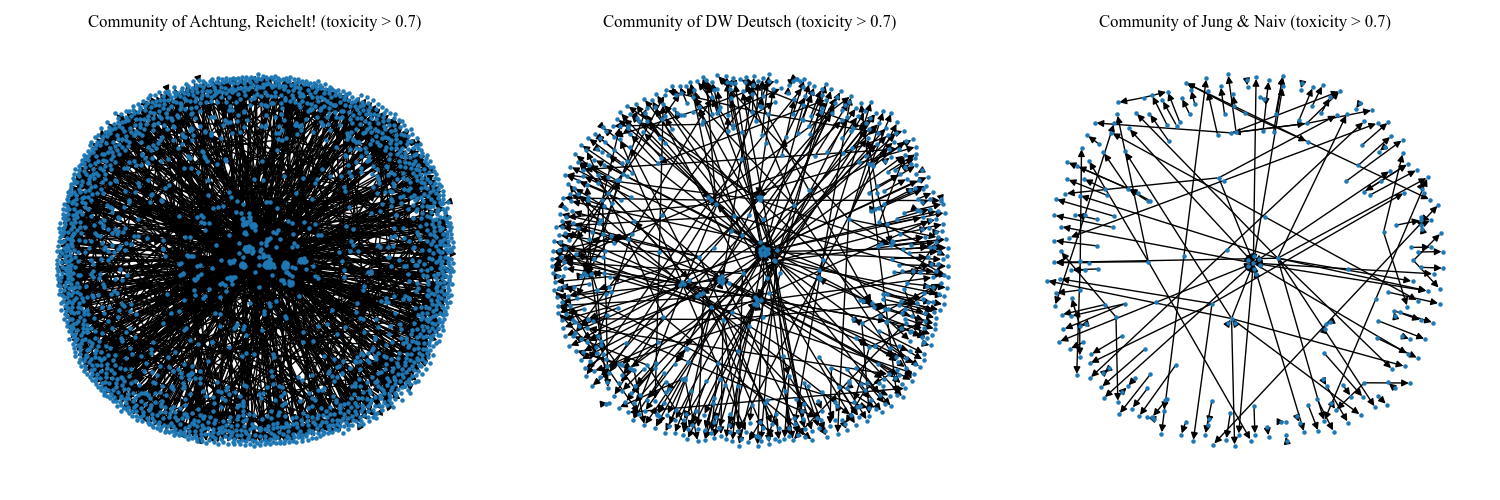 Community of Achtung, Reichelt! (toxicity > 0.7)
Community of DW Deutsch (toxicity > 0.7)
Community of Jung & Naiv (toxicity > 0.7)